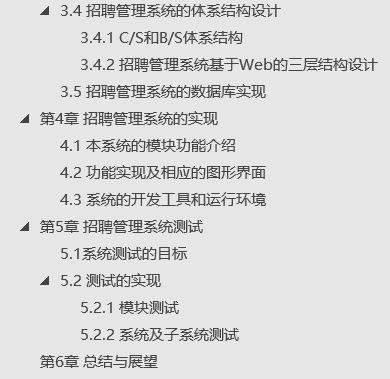 3.4 招聘管理系统的体系结构设计
3.4.1 C/S和B/S体系结构
3.4.2 招聘管理系统基于Web的三层结构设计
3.5 招聘管理系统的数据库实现
第4章 招聘管理系统的实现
4.1 本系统的模块功能介绍
4.2 功能实现及相应的图形界面
4.3 系统的开发工具和运行环境
第5章 招聘管理系统测试
5.1系统测试的目标
5.2 测试的实现
5.2.1 模块测试
5.2.2 系统及子系统测试
第6章 总结与展望